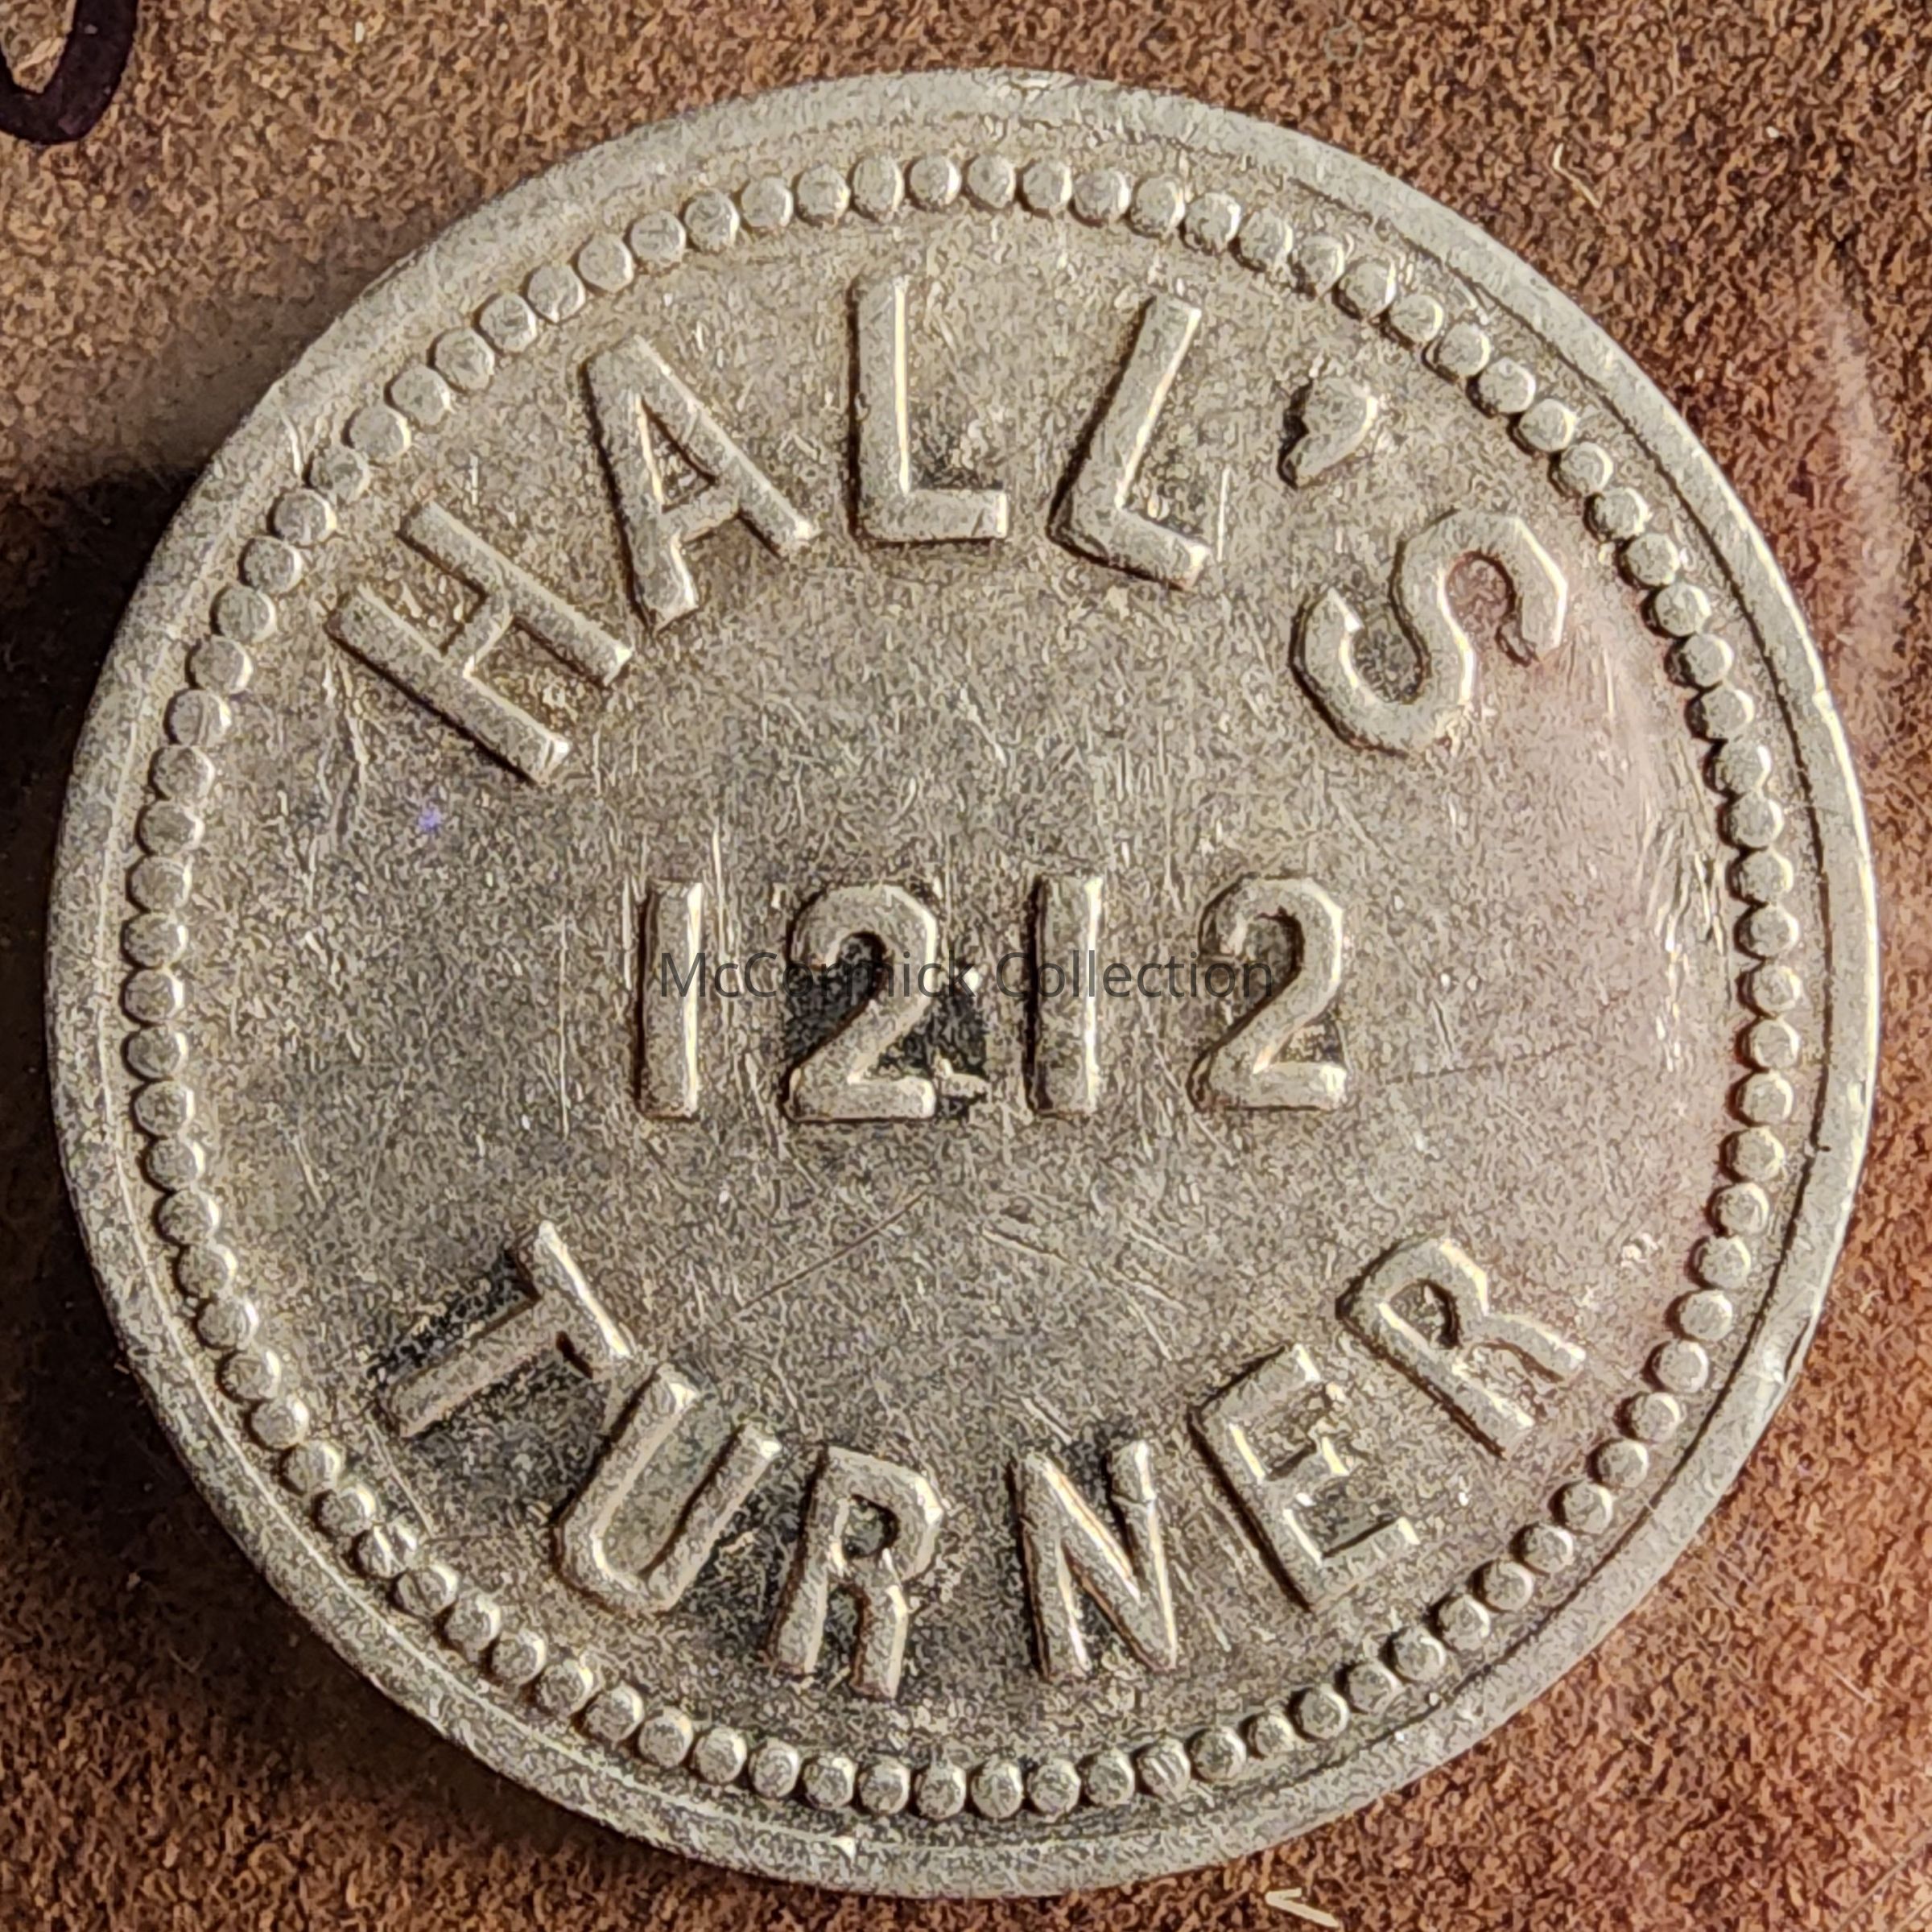 HALL'S
1212
McCormick Collection
TURNER